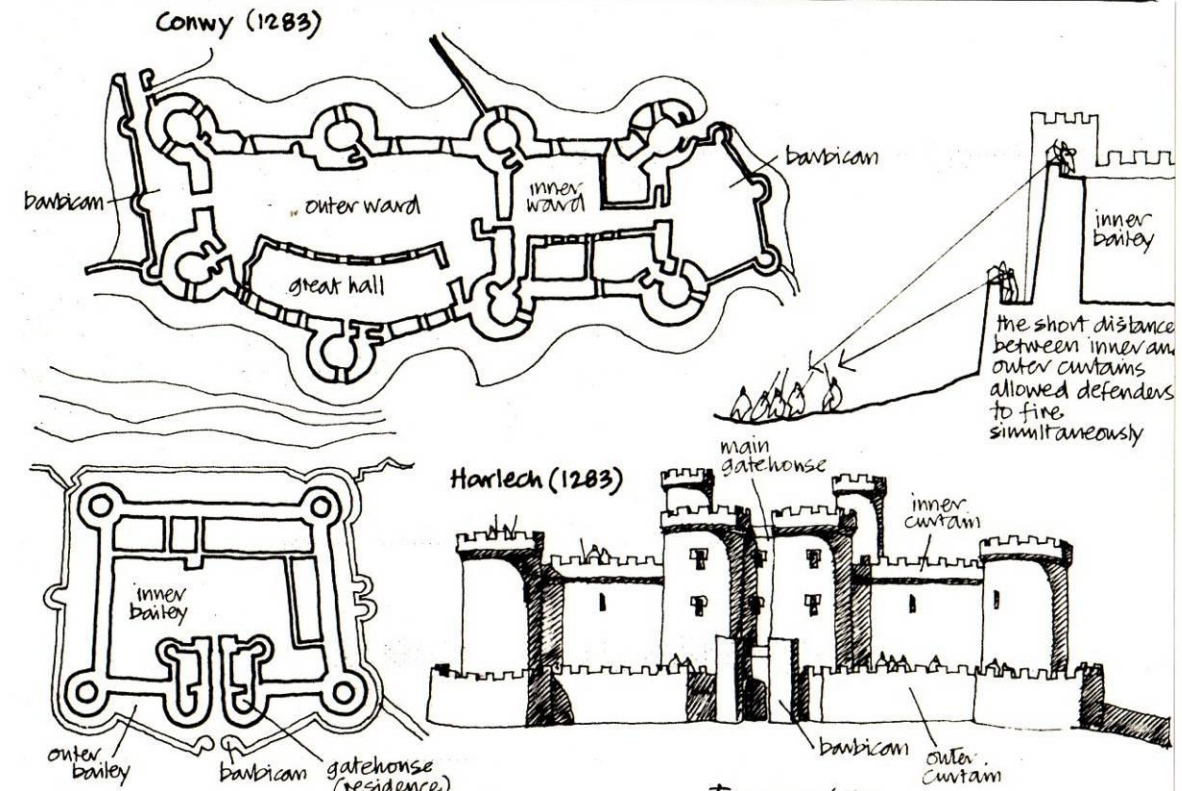 Conwy (1283)
barbican
barbican
outer ward
inner
ward
great hall
inner
bailey
the short distance
between inner an
outer curtains
allowed defenders
to fire
simultaneously
Harlech (1283)
main
gatehouse
inner
curtain
inner
bailey
outer
bailey
barbican
gatehouse
(residence)
barbican
outer
curtain